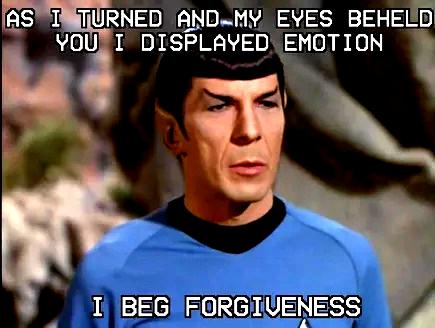 AS I TURNED AND MY EYES BEHELD
YOU I DISPLAYED EMOTION
I BEG FORGIVENESS